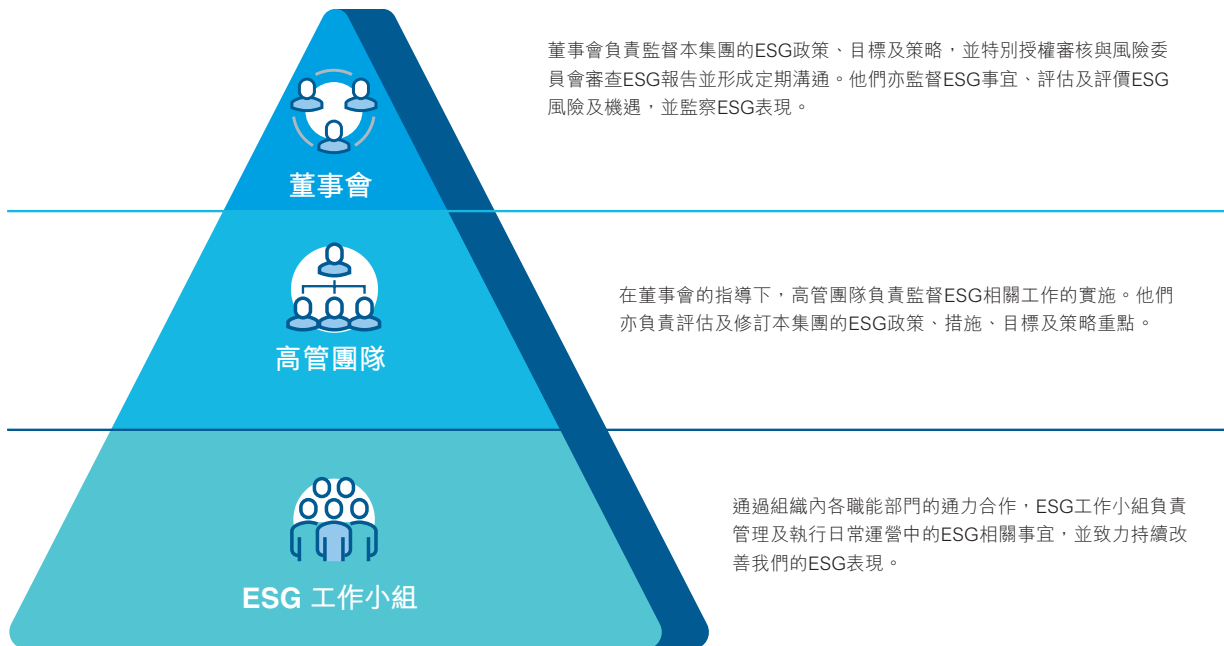 董事會負責監督本集團的ESG政策、目標及策略，並特別授權審核與風險委
員會審查ESG報告並形成定期溝通。他們亦監督ESG事宜、評估及評價ESG
風險及機遇，並監察ESG表現。
董事會
在董事會的指導下，高管團隊負責監督ESG相關工作的實施。他們
亦負責評估及修訂本集團的ESG政策、措施、目標及策略重點。
高管團隊
通過組織內各職能部門的通力合作，ESG工作小組負責
管理及執行日常運營中的ESG相關事宜，並致力持續改
善我們的ESG表現。
ESG 工作小組